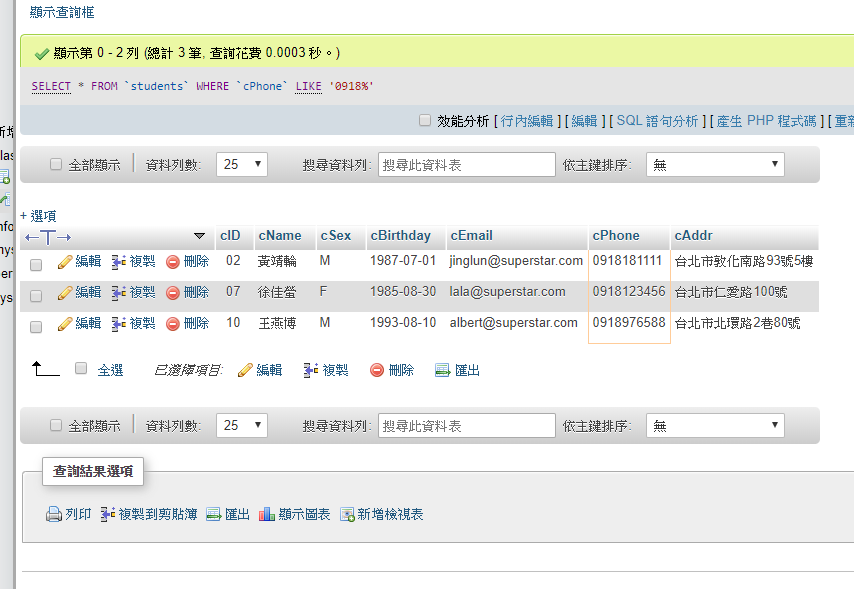 顯示查詢框
顯示第 0 - 2 列 (總計 3 筆, 查詢花費 0.0003 秒。)
SELECT * FROM `students` WHERE `cPhone` LIKE '0918%'
效能分析 [ 行內編輯 ] [ 編輯 ] [ SQL 語句分析 ] [ 產生 PHP 程式碼 ] [ 重新
全部顯示 資料列數: 25 搜尋資料列: 搜尋此資料表 依主鍵排序: 無
+ 選項
←T→ cID cName cSex cBirthday cEmail cPhone cAddr
編輯 複製 刪除 02 黃靖輪 M 1987-07-01 jinglun@superstar.com 0918181111 台北市敦化南路93號5樓
編輯 複製 刪除 07 徐佳螢 F 1985-08-30 lala@superstar.com 0918123456 台北市仁愛路100號
編輯 複製 刪除 10 王燕博 M 1993-08-10 albert@superstar.com 0918976588 台北市北環路2巷80號
全選 已選擇項目: 編輯 複製 刪除 匯出
全部顯示 資料列數: 25 搜尋資料列: 搜尋此資料表 依主鍵排序: 無
查詢結果選項
列印 複製到剪貼簿 匯出 顯示圖表 新增檢視表